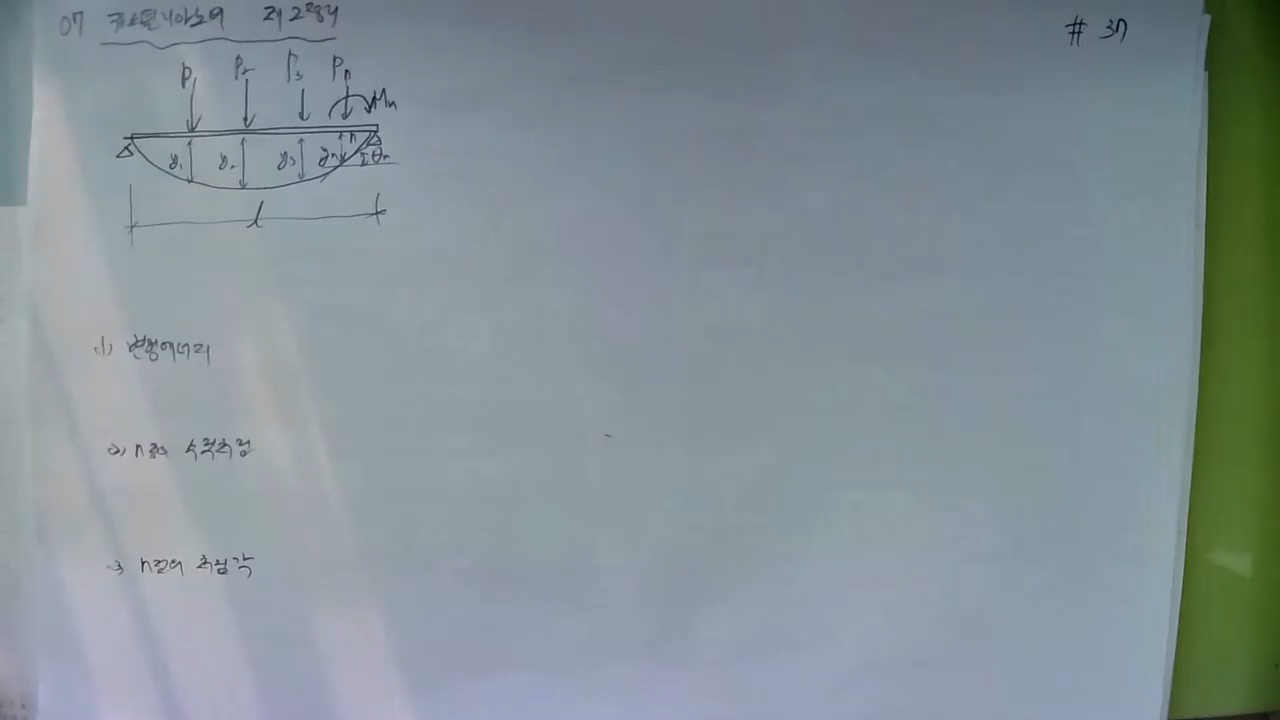 07 카스틸리아노의 제2정리
# 37
P₁ P₂ P₃ Pn Mn
y₁ y₂ y₃ yn n θn
l
(1) 변형에너지
(2) n점의 수직처짐
(3) n점의 처짐각